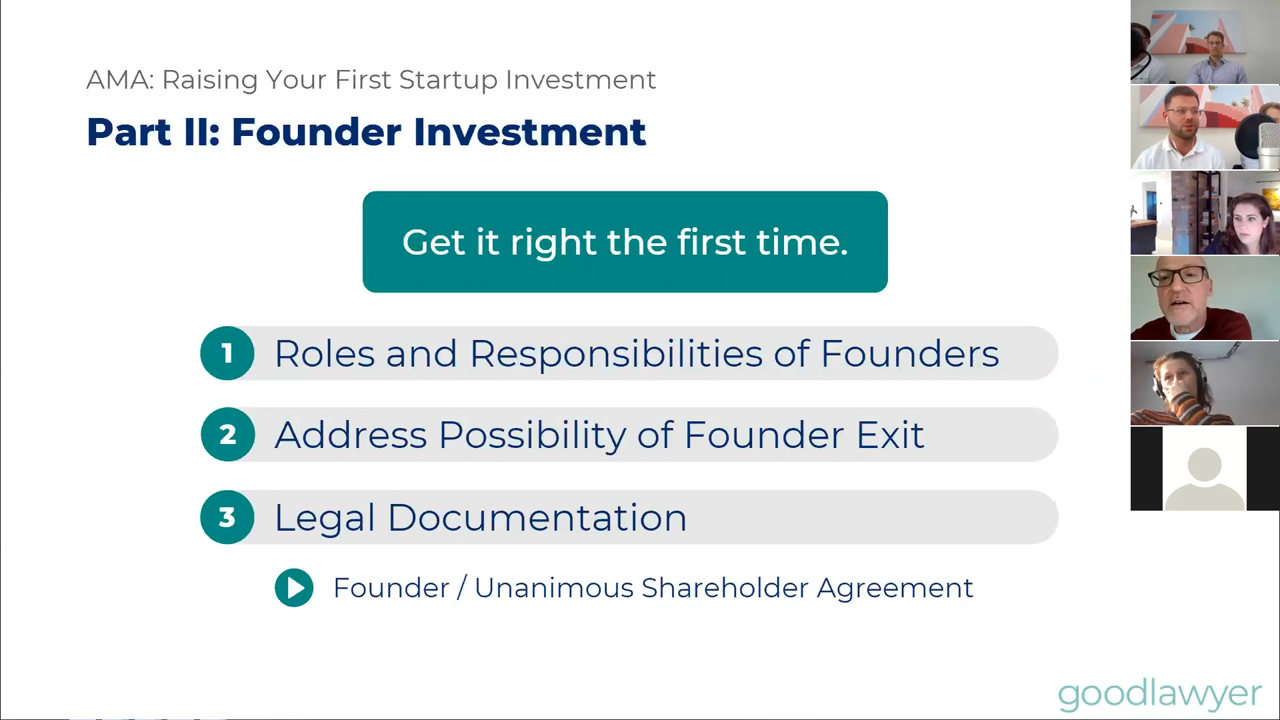 AMA: Raising Your First Startup Investment
Part II: Founder Investment
Get it right the first time.
1 Roles and Responsibilities of Founders
2 Address Possibility of Founder Exit
3 Legal Documentation
Founder / Unanimous Shareholder Agreement
goodlawyer